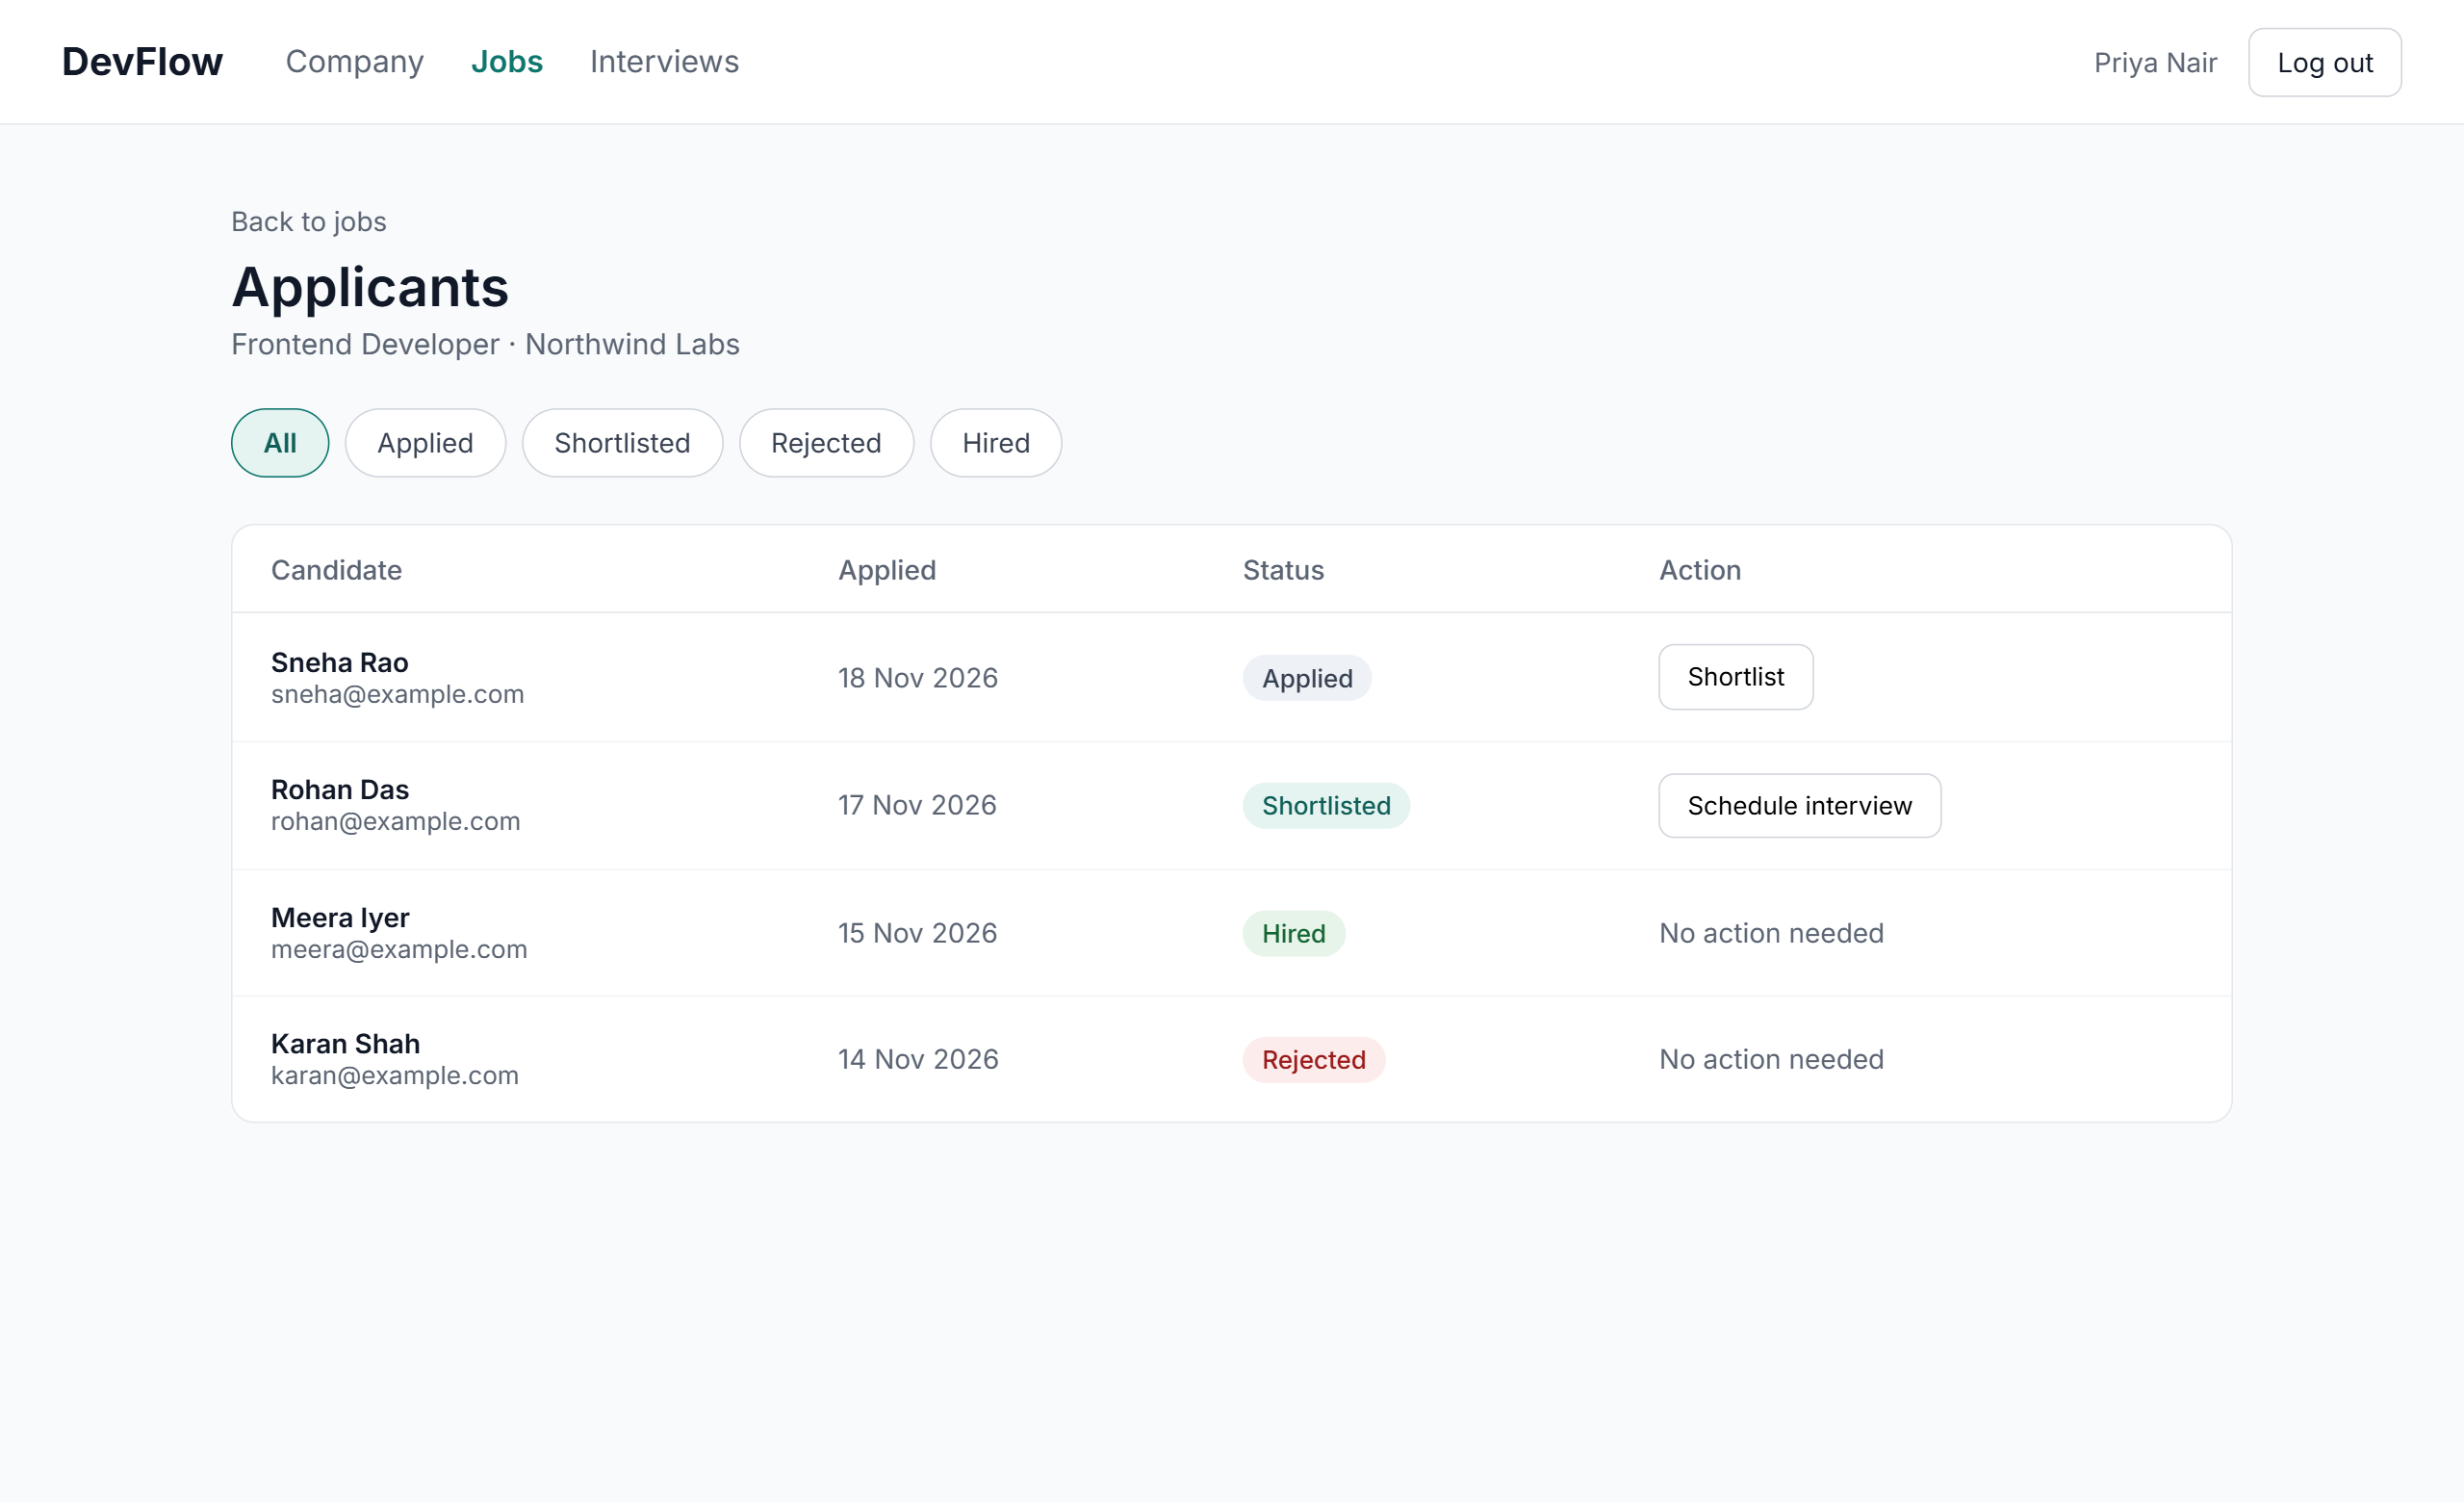 DevFlow Company Jobs Interviews Priya Nair Log out
Back to jobs
Applicants
Frontend Developer · Northwind Labs
All Applied Shortlisted Rejected Hired
Candidate Applied Status Action
Sneha Rao
sneha@example.com
18 Nov 2026 Applied Shortlist
Rohan Das
rohan@example.com
17 Nov 2026 Shortlisted Schedule interview
Meera Iyer
meera@example.com
15 Nov 2026 Hired No action needed
Karan Shah
karan@example.com
14 Nov 2026 Rejected No action needed